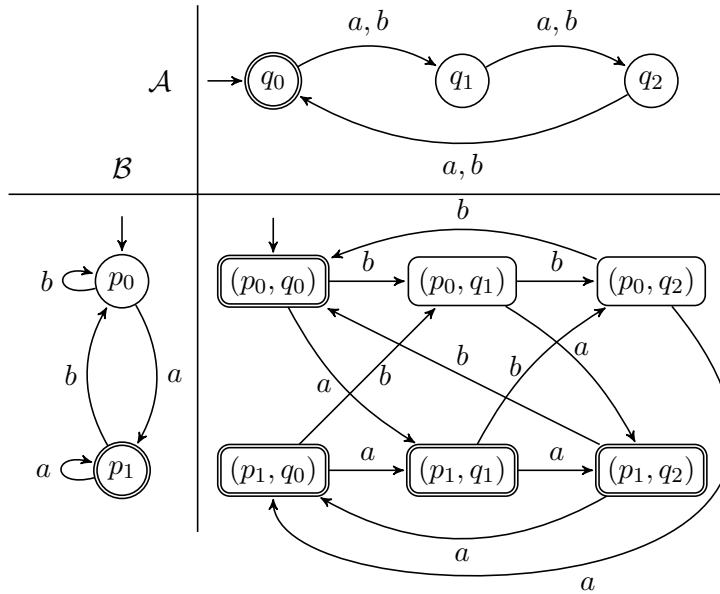 a, b a, b
𝒜 q₀ q₁ q₂
a, b
ℬ
b
b p₀ (p₀, q₀) b (p₀, q₁) b (p₀, q₂)
b a a b b b a
a p₁ (p₁, q₀) a (p₁, q₁) a (p₁, q₂)
a
a